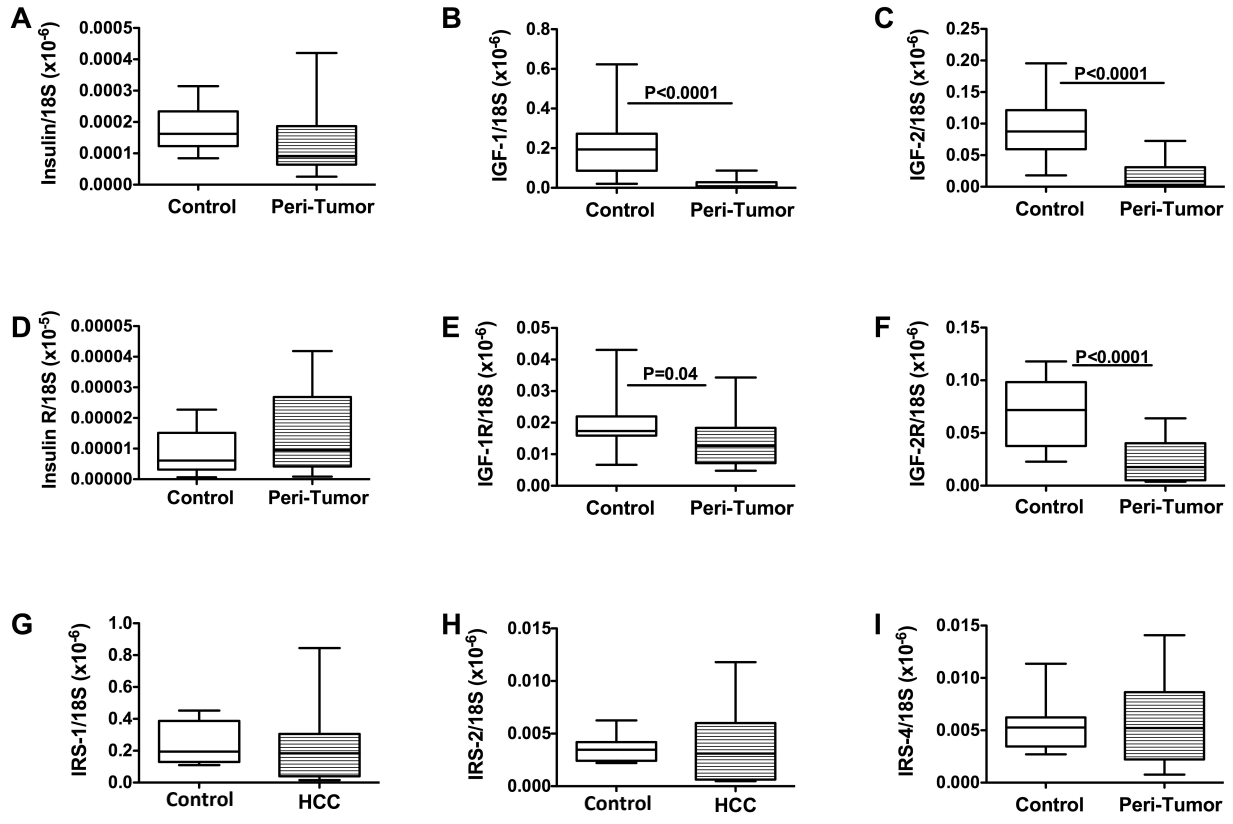 A
Insulin/18S (x10-6)
0.0005
0.0004
0.0003
0.0002
0.0001
0.0000
Control Peri-Tumor
B
IGF-1/18S (x10-6)
0.8
0.6
0.4
0.2
0.0
P<0.0001
Control Peri-Tumor
C
IGF-2/18S (x10-6)
0.25
0.20
0.15
0.10
0.05
0.00
P<0.0001
Control Peri-Tumor
D
Insulin R/18S (x10-5)
0.00005
0.00004
0.00003
0.00002
0.00001
0.00000
Control Peri-Tumor
E
IGF-1R/18S (x10-6)
0.05
0.04
0.03
0.02
0.01
0.00
P=0.04
Control Peri-Tumor
F
IGF-2R/18S (x10-6)
0.15
0.10
0.05
0.00
P<0.0001
Control Peri-Tumor
G
IRS-1/18S (x10-6)
1.0
0.8
0.6
0.4
0.2
0.0
Control HCC
H
IRS-2/18S (x10-6)
0.015
0.010
0.005
0.000
Control HCC
I
IRS-4/18S (x10-6)
0.015
0.010
0.005
0.000
Control Peri-Tumor